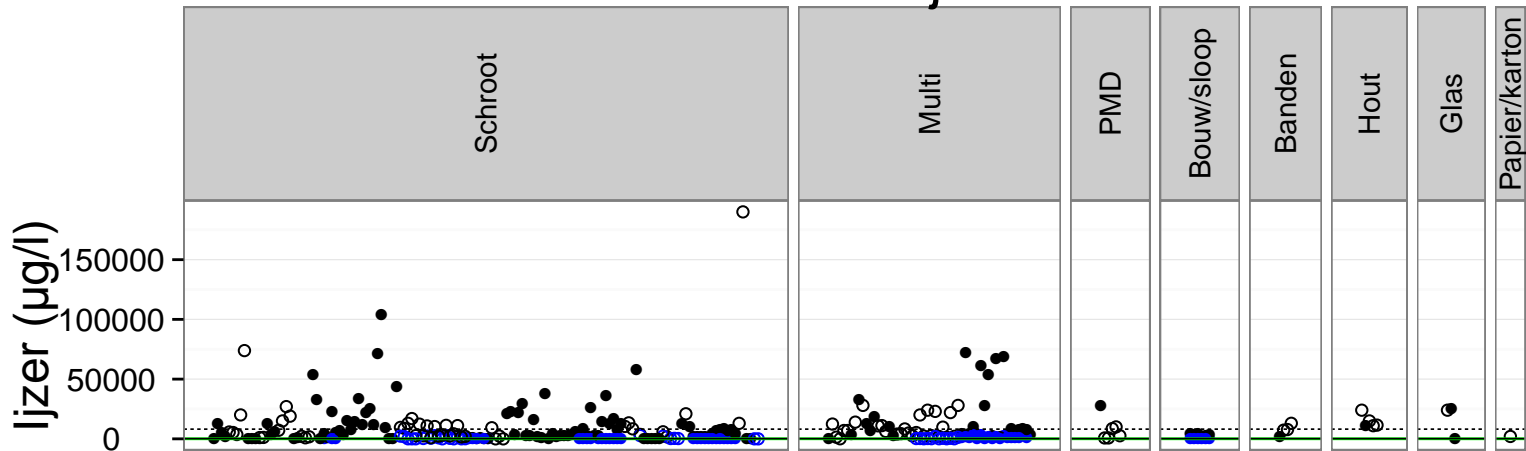 Schroot
Multi
PMD
Bouw/sloop
Banden
Hout
Glas
Papier/karton
Ijzer (µg/l)
150000
100000
50000
0